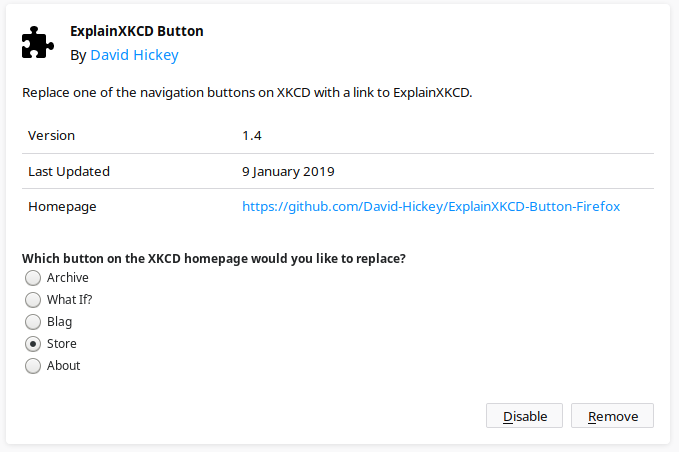 ExplainXKCD Button
By David Hickey
Replace one of the navigation buttons on XKCD with a link to ExplainXKCD.
Version 1.4
Last Updated 9 January 2019
Homepage https://github.com/David-Hickey/ExplainXKCD-Button-Firefox
Which button on the XKCD homepage would you like to replace?
Archive
What If?
Blag
Store
About
Disable Remove